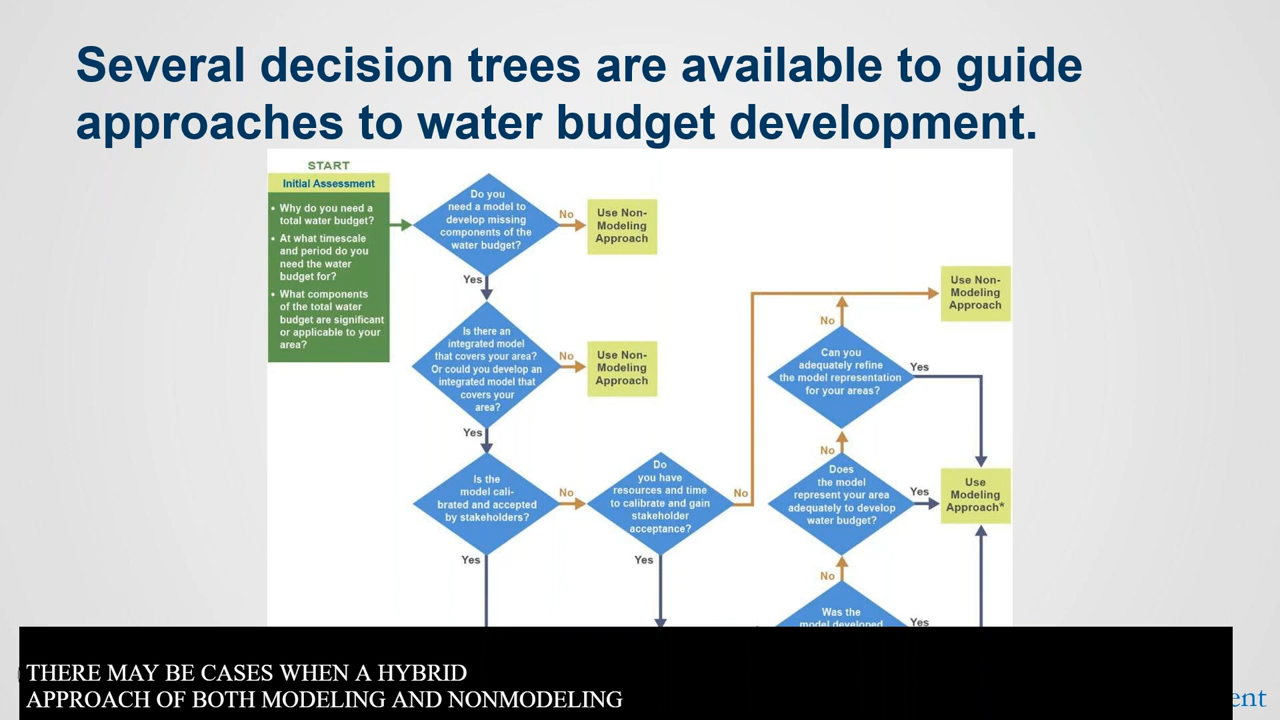 Several decision trees are available to guide
approaches to water budget development.
START
Initial Assessment
• Why do you need a
total water budget?
• At what timescale
and period do you
need the water
budget for?
• What components
of the total water
budget are significant
or applicable to your
area?
Do you
need a model to
develop missing
components of the
water budget?
No
Use Non-
Modeling
Approach
Yes
Is there an
integrated model
that covers your area?
Or could you develop an
integrated model that
covers your
area?
No
Use Non-
Modeling
Approach
Yes
Is the
model cali-
brated and accepted
by stakeholders?
No
Yes
Do
you have
resources and time
to calibrate and gain
stakeholder
acceptance?
No
Yes
Use Non-
Modeling
Approach
No
Can you
adequately refine
the model representation
for your areas?
Yes
No
Does
the model
represent your area
adequately to develop
water budget?
Yes
Use
Modeling
Approach*
No
Was the
model developed
Yes
THERE MAY BE CASES WHEN A HYBRID
APPROACH OF BOTH MODELING AND NONMODELING
ent